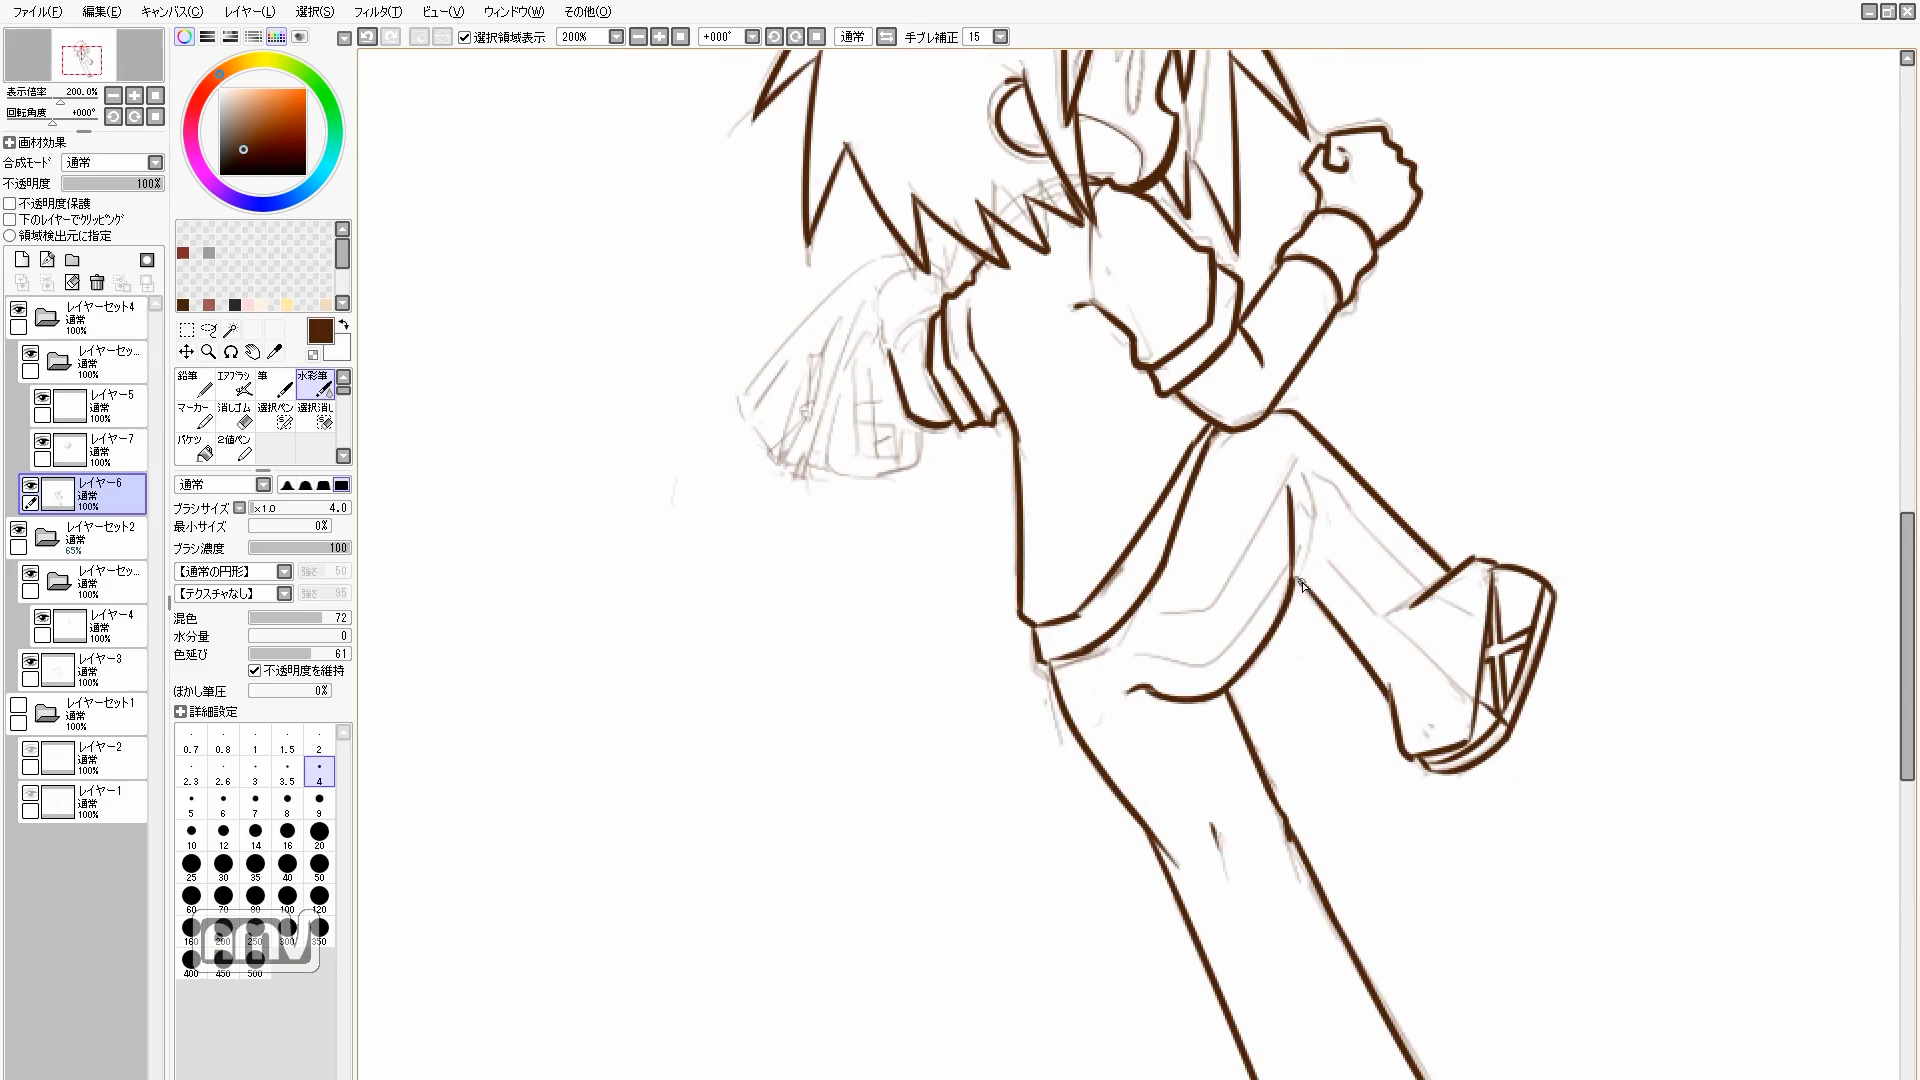 ファイル(F) 編集(E) キャンバス(C) レイヤー(L) 選択(S) フィルタ(T) ビュー(V) ウィンドウ(W) その他(O)
選択領域表示 200% +000° 通常 手ブレ補正 15
表示倍率 200.0%
回転角度 +000°
画材効果
合成モード 通常
不透明度 100%
不透明度保護
下のレイヤーでクリッピング
領域検出元に指定
レイヤーセット4
通常
100%
レイヤーセッ...
通常
100%
レイヤー5
通常
100%
レイヤー7
通常
100%
レイヤー6
通常
100%
レイヤーセット2
通常
65%
レイヤーセッ...
通常
100%
レイヤー4
通常
100%
レイヤー3
通常
100%
レイヤーセット1
通常
100%
レイヤー2
通常
100%
レイヤー1
通常
100%
鉛筆 エアブラシ 筆 水彩筆
マーカー 消しゴム 選択ペン 選択消し
バケツ 2値ペン
通常
ブラシサイズ x1.0 4.0
最小サイズ 0%
ブラシ濃度 100
【通常の円形】 強さ 50
【テクスチャなし】 強さ 95
混色 72
水分量 0
色延び 61
不透明度を維持
ぼかし筆圧 0%
詳細設定
0.7 0.8 1 1.5 2
2.3 2.6 3 3.5 4
5 6 7 8 9
10 12 14 16 20
25 30 35 40 50
60 70 80 100 120
160 200 250 300 350
400 450 500
AMV